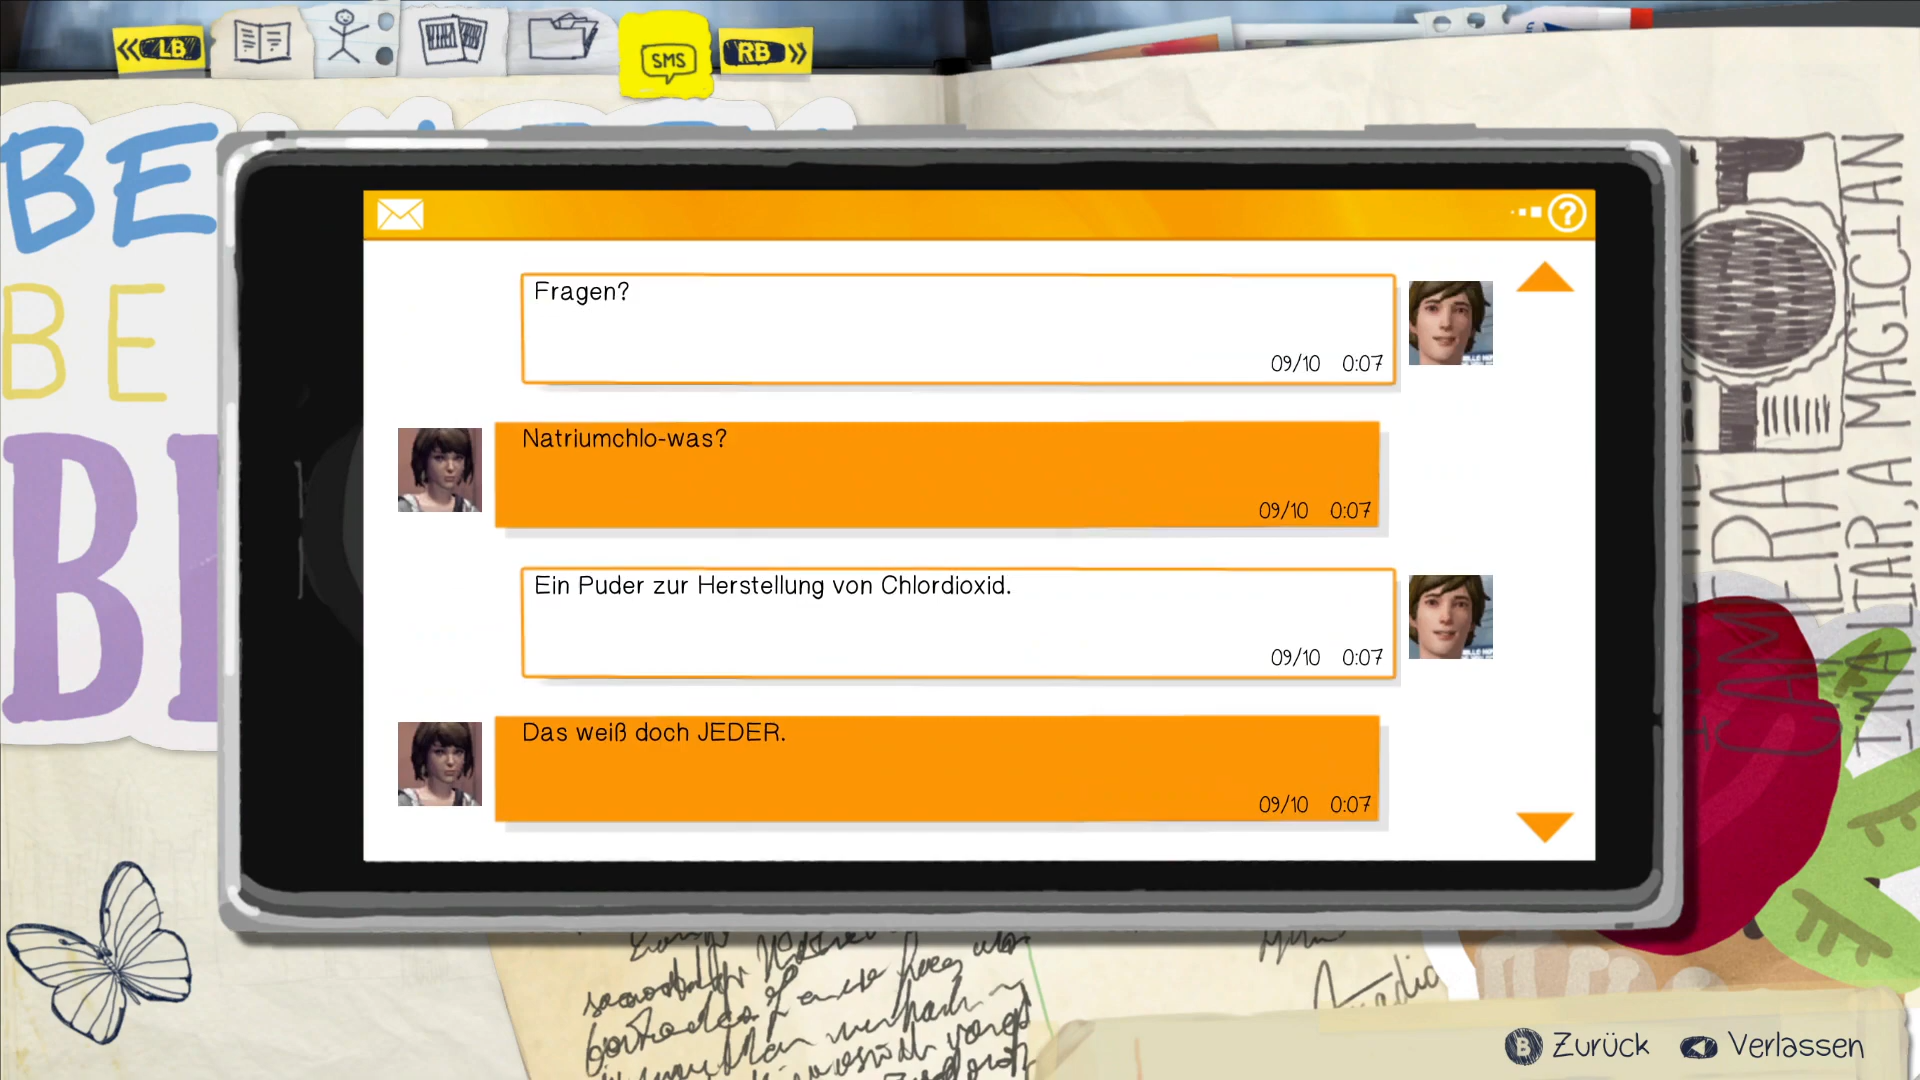 LB
SMS
RB
BE
BE
Fragen?
09/10 0:07
Natriumchlo-was?
09/10 0:07
Ein Puder zur Herstellung von Chlordioxid.
09/10 0:07
Das weiß doch JEDER.
09/10 0:07
CAMERA
I'M A LIAR, A MAGICIAN
B Zurück
Verlassen